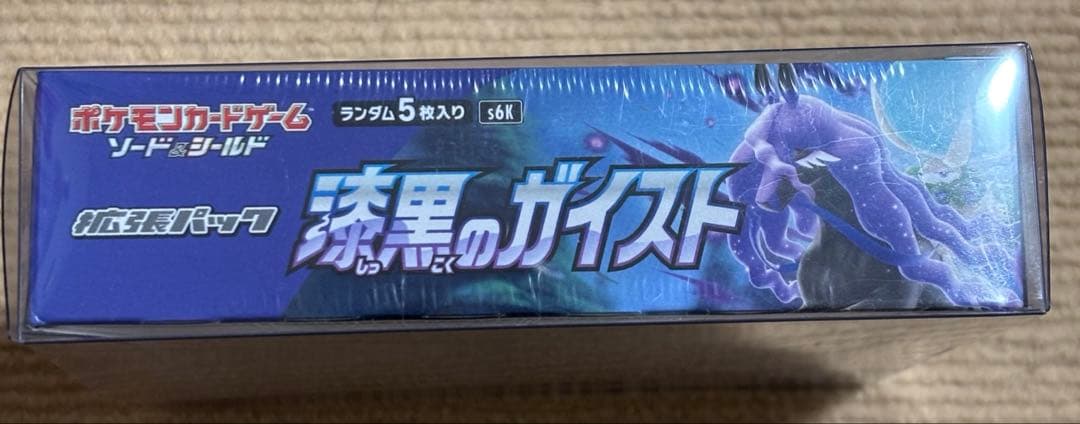 ポケモンカードゲーム™
ソード&シールド
ランダム5枚入り s6K
拡張パック
漆黒のガイスト
しっ こく